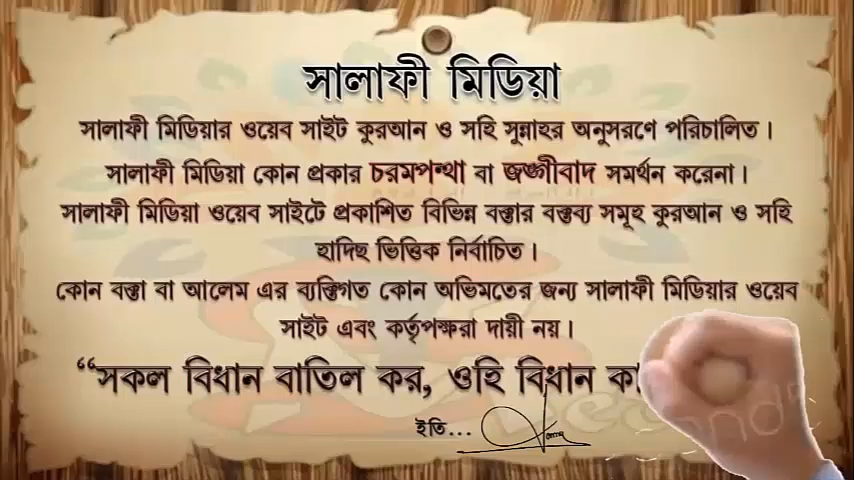 সালাফী মিডিয়া
সালাফী মিডিয়ার ওয়েব সাইট কুরআন ও সহি সুন্নাহর অনুসরণে পরিচালিত।
সালাফী মিডিয়া কোন প্রকার চরমপন্থা বা জঙ্গীবাদ সমর্থন করেনা।
সালাফী মিডিয়া ওয়েব সাইটে প্রকাশিত বিভিন্ন বক্তার বক্তব্য সমূহ কুরআন ও সহি
হাদিছ ভিত্তিক নির্বাচিত।
কোন বক্তা বা আলেম এর ব্যক্তিগত কোন অভিমতের জন্য সালাফী মিডিয়ার ওয়েব
সাইট এবং কর্তৃপক্ষরা দায়ী নয়।
“সকল বিধান বাতিল কর, ওহি বিধান
ইতি...